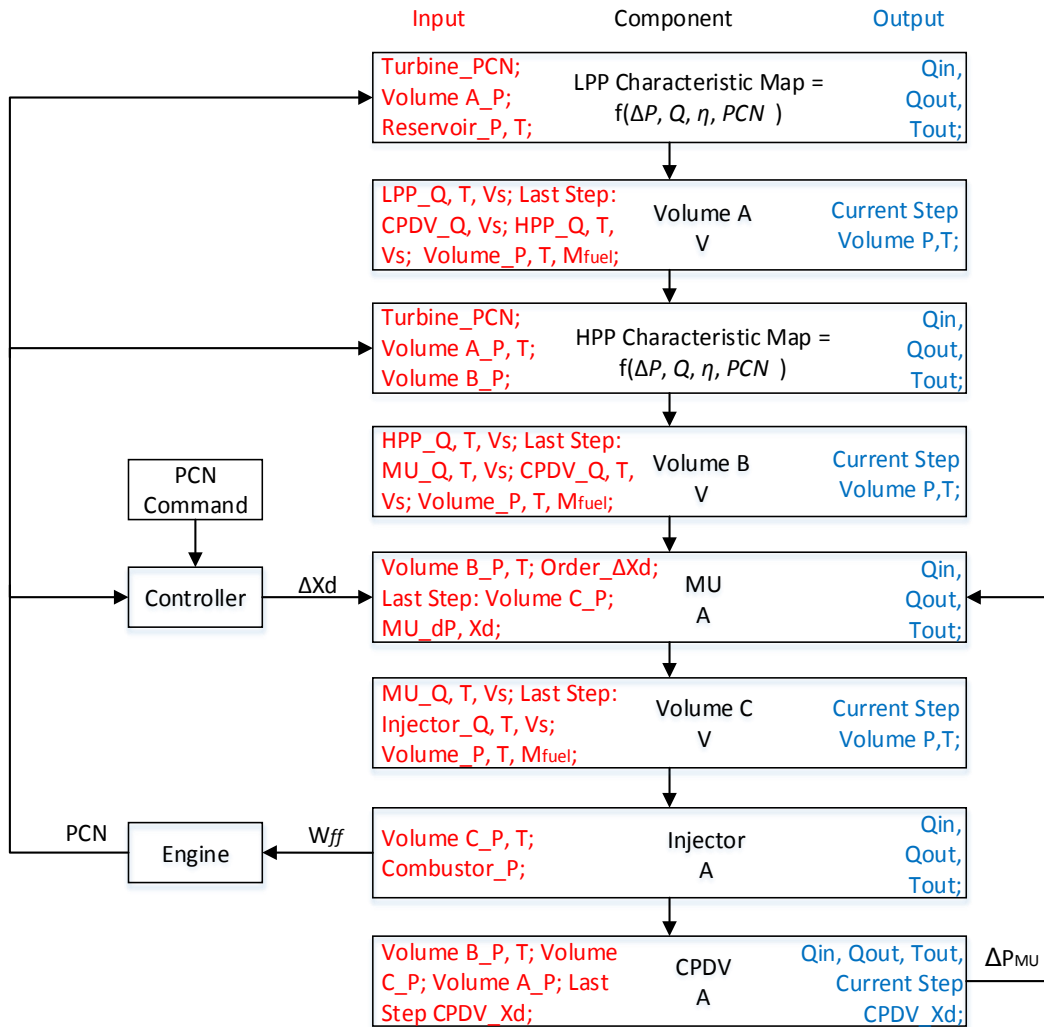 Input Component Output
Turbine_PCN;
Volume A_P;
Reservoir_P, T;
LPP Characteristic Map =
f(ΔP, Q, η, PCN )
Qin,
Qout,
Tout;
LPP_Q, T, Vs; Last Step:
CPDV_Q, Vs; HPP_Q, T,
Vs; Volume_P, T, Mfuel;
Volume A
V
Current Step
Volume P,T;
Turbine_PCN;
Volume A_P, T;
Volume B_P;
HPP Characteristic Map =
f(ΔP, Q, η, PCN )
Qin,
Qout,
Tout;
HPP_Q, T, Vs; Last Step:
MU_Q, T, Vs; CPDV_Q, T,
Vs; Volume_P, T, Mfuel;
Volume B
V
Current Step
Volume P,T;
PCN
Command
Controller
ΔXd
Volume B_P, T; Order_ΔXd;
Last Step: Volume C_P;
MU_dP, Xd;
MU
A
Qin,
Qout,
Tout;
MU_Q, T, Vs; Last Step:
Injector_Q, T, Vs;
Volume_P, T, Mfuel;
Volume C
V
Current Step
Volume P,T;
PCN
Engine
Wff
Volume C_P, T;
Combustor_P;
Injector
A
Qin,
Qout,
Tout;
Volume B_P, T; Volume
C_P; Volume A_P; Last
Step CPDV_Xd;
CPDV
A
Qin, Qout, Tout,
Current Step
CPDV_Xd;
ΔPMU